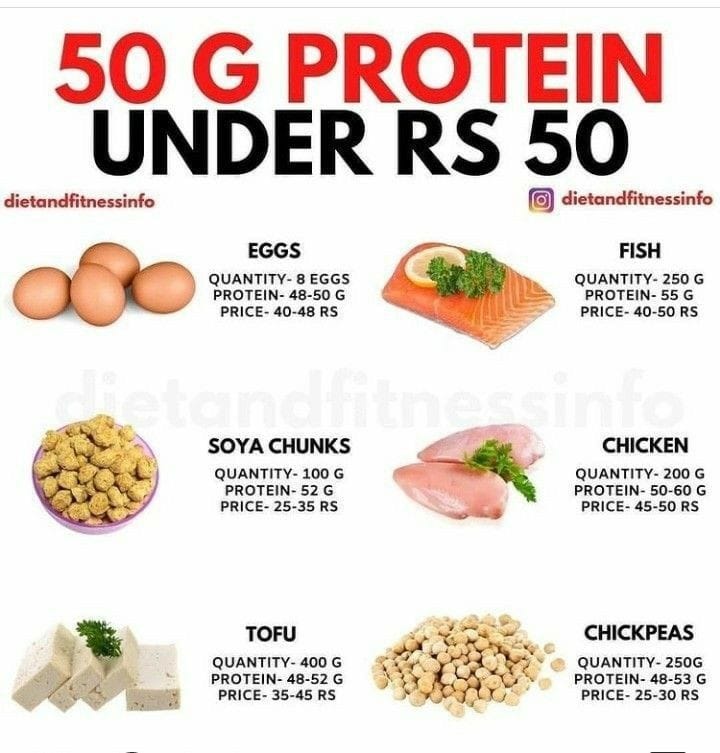 50 G PROTEIN
UNDER RS 50
dietandfitnessinfo
dietandfitnessinfo
EGGS
QUANTITY- 8 EGGS
PROTEIN- 48-50 G
PRICE- 40-48 RS
FISH
QUANTITY- 250 G
PROTEIN- 55 G
PRICE- 40-50 RS
dietandfitnessinfo
SOYA CHUNKS
QUANTITY- 100 G
PROTEIN- 52 G
PRICE- 25-35 RS
CHICKEN
QUANTITY- 200 G
PROTEIN- 50-60 G
PRICE- 45-50 RS
TOFU
QUANTITY- 400 G
PROTEIN- 48-52 G
PRICE- 35-45 RS
CHICKPEAS
QUANTITY- 250G
PROTEIN- 48-53 G
PRICE- 25-30 RS